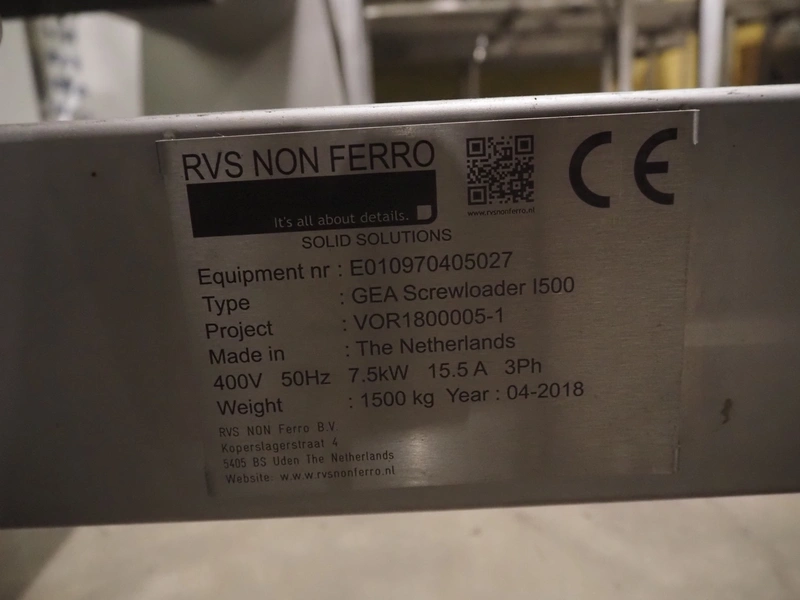 RVS NON FERRO
It's all about details.
www.rvsnonferro.nl
CE
SOLID SOLUTIONS
Equipment nr : E010970405027
Type : GEA Screwloader I500
Project : VOR1800005-1
Made in : The Netherlands
400V 50Hz 7.5kW 15.5 A 3Ph
Weight : 1500 kg Year : 04-2018
RVS NON Ferro B.V.
Koperslagerstraat 4
5405 BS Uden The Netherlands
Website: www.rvsnonferro.nl